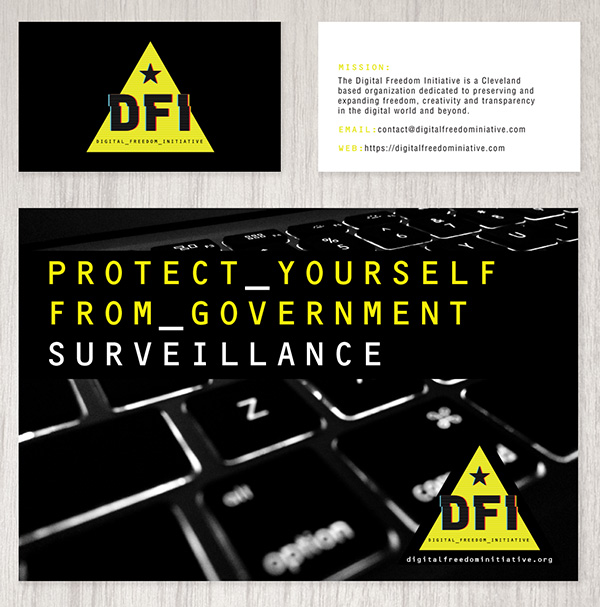 DFI
DIGITAL_FREEDOM_INITIATIVE
MISSION:
The Digital Freedom Initiative is a Cleveland
based organization dedicated to preserving and
expanding freedom, creativity and transparency
in the digital world and beyond.
EMAIL:contact@digitalfreedominiative.com
WEB:https://digitalfreedominiative.com
PROTECT_YOURSELF
FROM_GOVERNMENT
SURVEILLANCE
Z
alt
option
DFI
DIGITAL_FREEDOM_INITIATIVE
digitalfreedominitiative.org